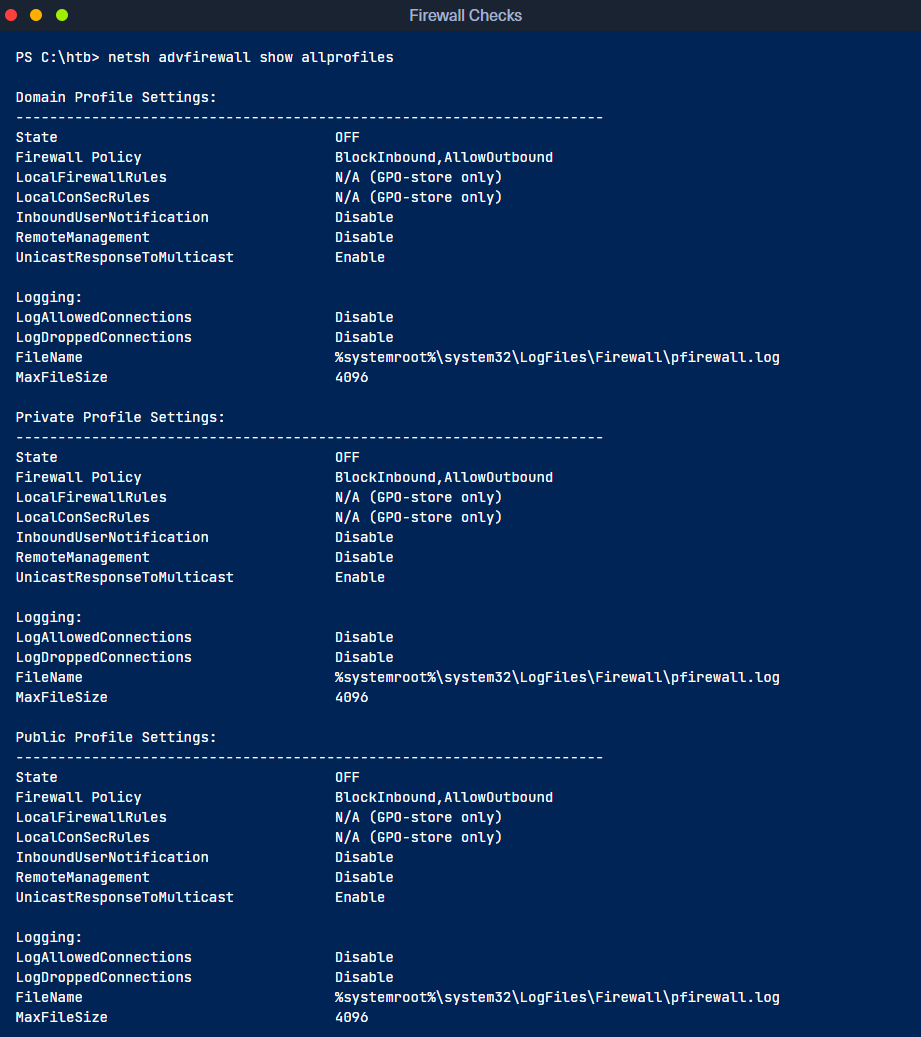 Firewall Checks
PS C:\htb> netsh advfirewall show allprofiles
Domain Profile Settings:
----------------------------------------------------------------------
State OFF
Firewall Policy BlockInbound,AllowOutbound
LocalFirewallRules N/A (GPO-store only)
LocalConSecRules N/A (GPO-store only)
InboundUserNotification Disable
RemoteManagement Disable
UnicastResponseToMulticast Enable
Logging:
LogAllowedConnections Disable
LogDroppedConnections Disable
FileName %systemroot%\system32\LogFiles\Firewall\pfirewall.log
MaxFileSize 4096
Private Profile Settings:
----------------------------------------------------------------------
State OFF
Firewall Policy BlockInbound,AllowOutbound
LocalFirewallRules N/A (GPO-store only)
LocalConSecRules N/A (GPO-store only)
InboundUserNotification Disable
RemoteManagement Disable
UnicastResponseToMulticast Enable
Logging:
LogAllowedConnections Disable
LogDroppedConnections Disable
FileName %systemroot%\system32\LogFiles\Firewall\pfirewall.log
MaxFileSize 4096
Public Profile Settings:
----------------------------------------------------------------------
State OFF
Firewall Policy BlockInbound,AllowOutbound
LocalFirewallRules N/A (GPO-store only)
LocalConSecRules N/A (GPO-store only)
InboundUserNotification Disable
RemoteManagement Disable
UnicastResponseToMulticast Enable
Logging:
LogAllowedConnections Disable
LogDroppedConnections Disable
FileName %systemroot%\system32\LogFiles\Firewall\pfirewall.log
MaxFileSize 4096